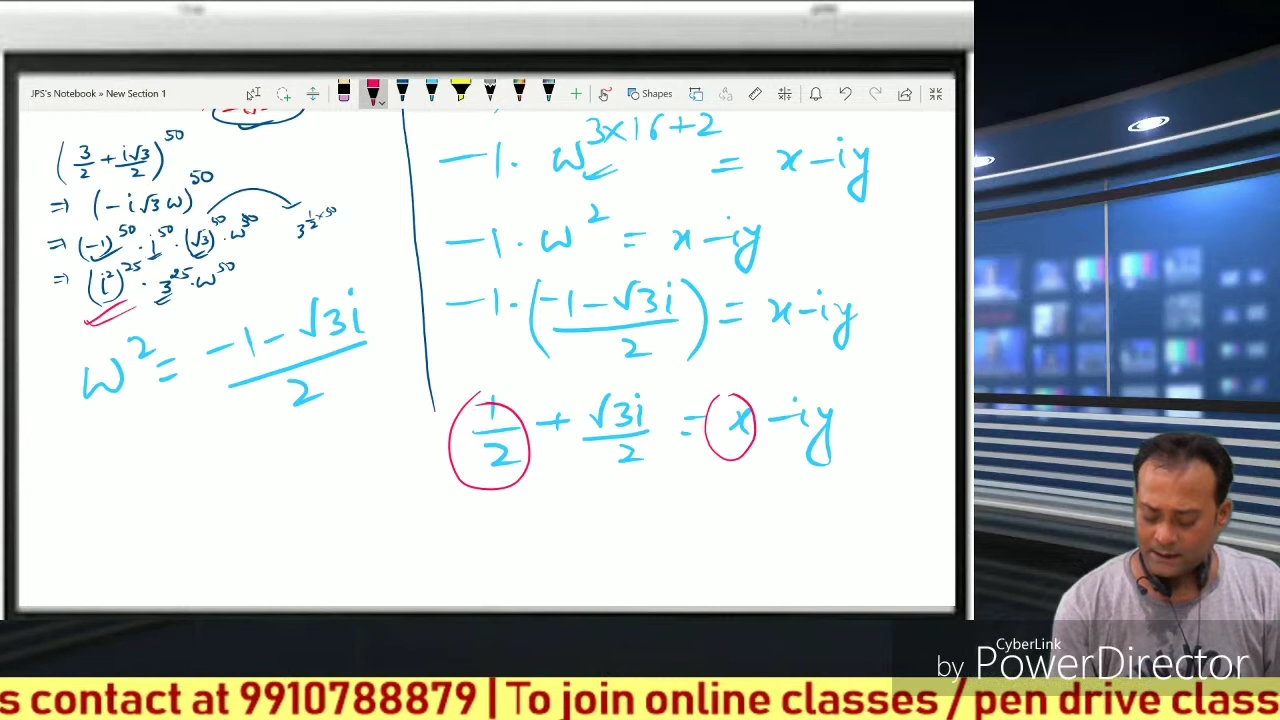 JPS's Notebook » New Section 1
Shapes
(3/2 + i√3/2)^50
⇒ (-i√3 ω)^50
⇒ (-1)^50 · i^50 · (√3)^50 · ω^50
3^(1/2 × 50)
⇒ (i²)^25 · 3^25 · ω^50
ω² = (-1-√3i)/2
-1. ω^(3×16+2) = x-iy
-1. ω² = x-iy
-1. ((-1-√3i)/2) = x-iy
1/2 + √3i/2 = x-iy
CyberLink
by PowerDirector
s contact at 9910788879 | To join online classes / pen drive class